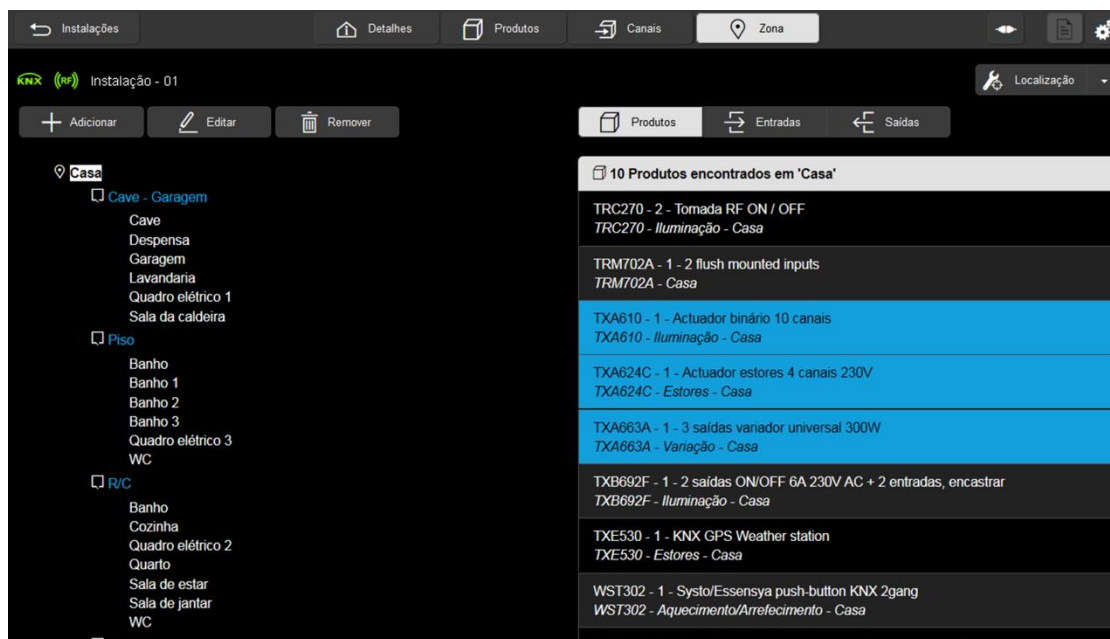 Instalações
Detalhes
Produtos
Canais
Zona
KNX ((RF)) Instalação - 01
Localização
Adicionar
Editar
Remover
Produtos
Entradas
Saídas
Casa
Cave - Garagem
Cave
Despensa
Garagem
Lavandaria
Quadro elétrico 1
Sala da caldeira
Piso
Banho
Banho 1
Banho 2
Banho 3
Quadro elétrico 3
WC
R/C
Banho
Cozinha
Quadro elétrico 2
Quarto
Sala de estar
Sala de jantar
WC
10 Produtos encontrados em 'Casa'
TRC270 - 2 - Tomada RF ON / OFF
TRC270 - Iluminação - Casa
TRM702A - 1 - 2 flush mounted inputs
TRM702A - Casa
TXA610 - 1 - Actuador binário 10 canais
TXA610 - Iluminação - Casa
TXA624C - 1 - Actuador estores 4 canais 230V
TXA624C - Estores - Casa
TXA663A - 1 - 3 saídas variador universal 300W
TXA663A - Variação - Casa
TXB692F - 1 - 2 saídas ON/OFF 6A 230V AC + 2 entradas, encastrar
TXB692F - Iluminação - Casa
TXE530 - 1 - KNX GPS Weather station
TXE530 - Estores - Casa
WST302 - 1 - Systo/Essensya push-button KNX 2gang
WST302 - Aquecimento/Arrefecimento - Casa